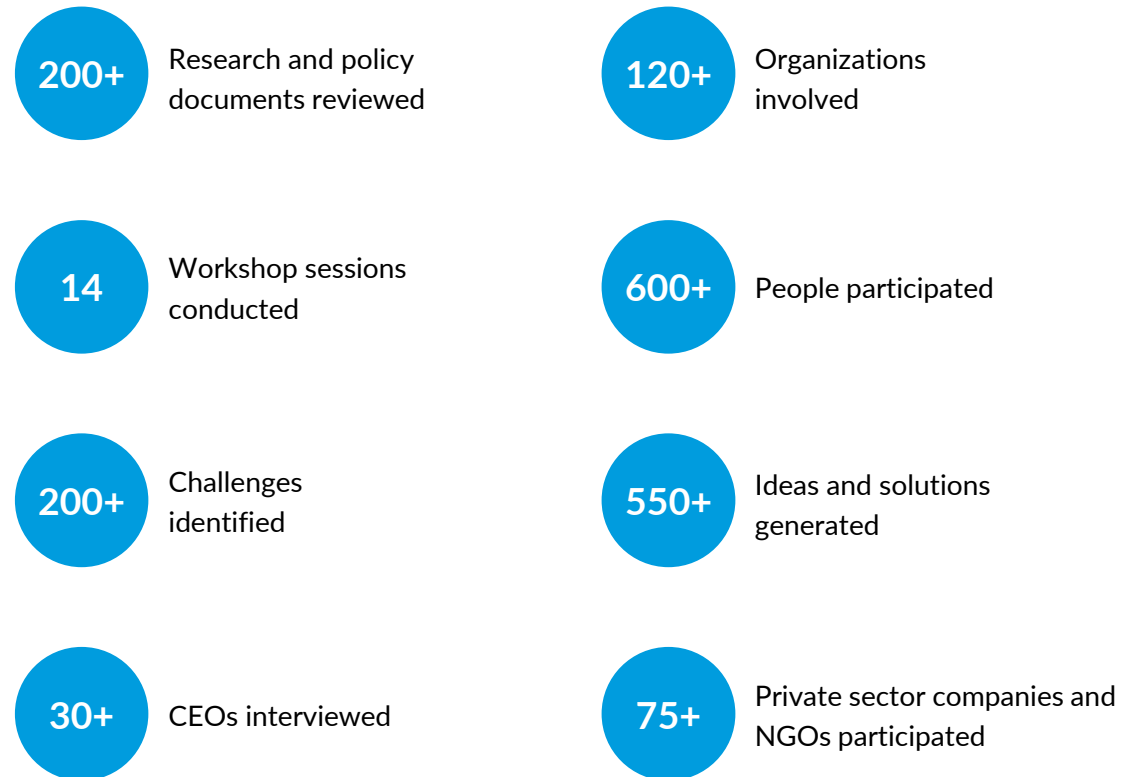 200+
Research and policy
documents reviewed
120+
Organizations
involved
14
Workshop sessions
conducted
600+
People participated
200+
Challenges
identified
550+
Ideas and solutions
generated
30+
CEOs interviewed
75+
Private sector companies and
NGOs participated